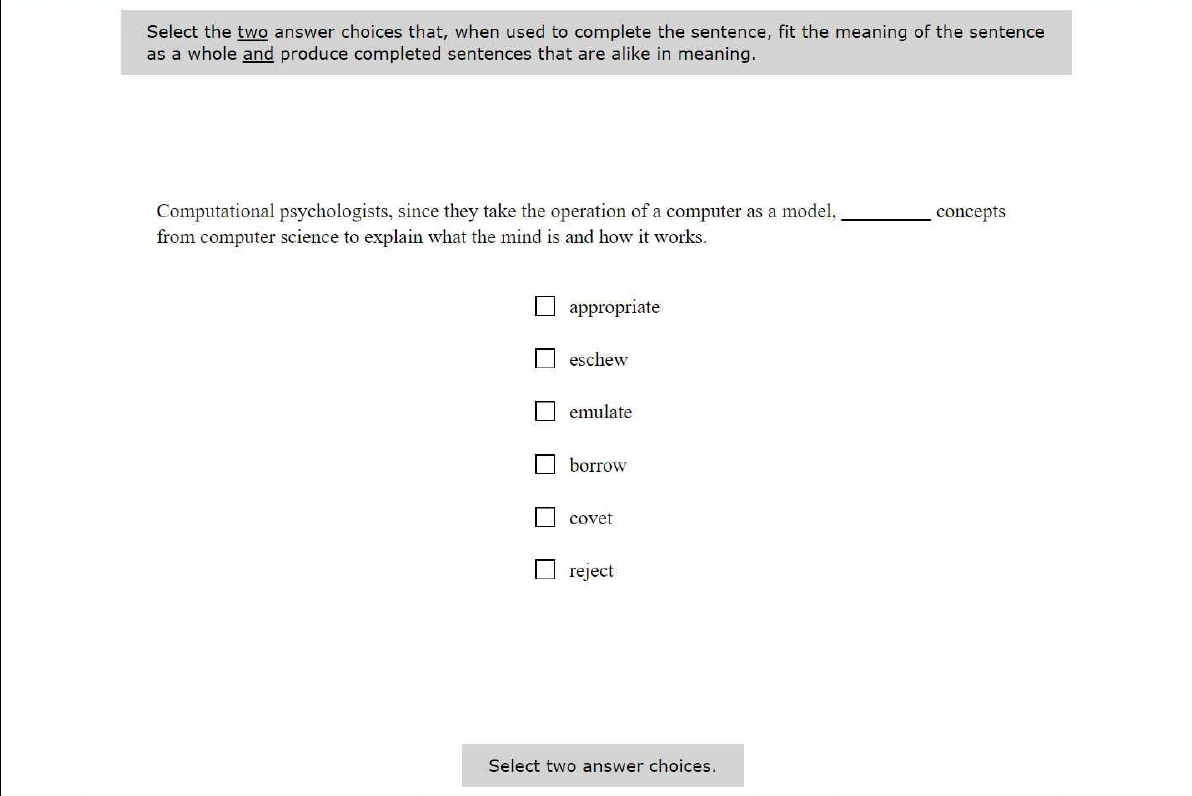 Select the two answer choices that, when used to complete the sentence, fit the meaning of the sentence
as a whole and produce completed sentences that are alike in meaning.
Computational psychologists, since they take the operation of a computer as a model, _________ concepts
from computer science to explain what the mind is and how it works.
appropriate
eschew
emulate
borrow
covet
reject
Select two answer choices.